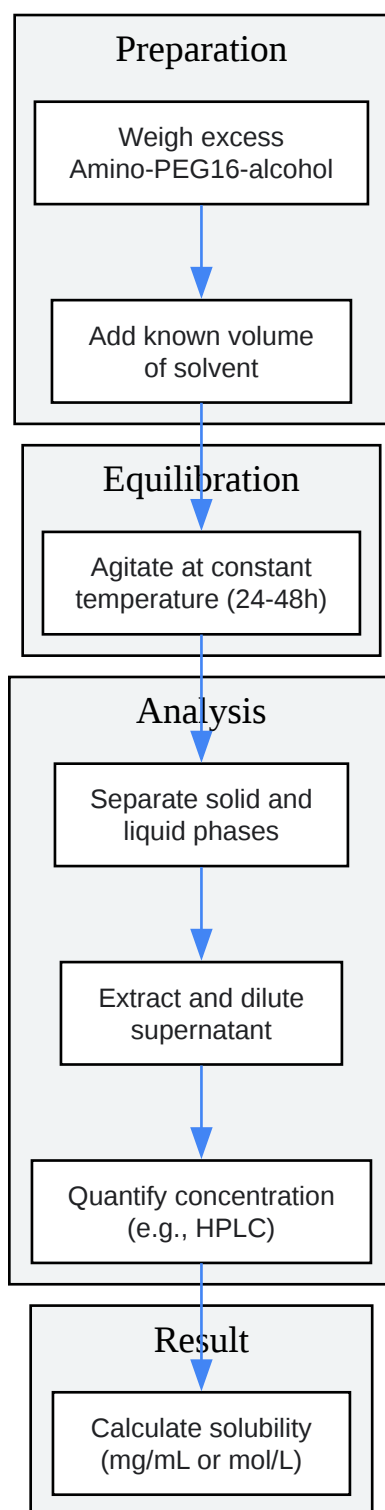 Preparation
Weigh excess
Amino-PEG16-alcohol
Add known volume
of solvent
Equilibration
Agitate at constant
temperature (24-48h)
Analysis
Separate solid and
liquid phases
Extract and dilute
supernatant
Quantify concentration
(e.g., HPLC)
Result
Calculate solubility
(mg/mL or mol/L)